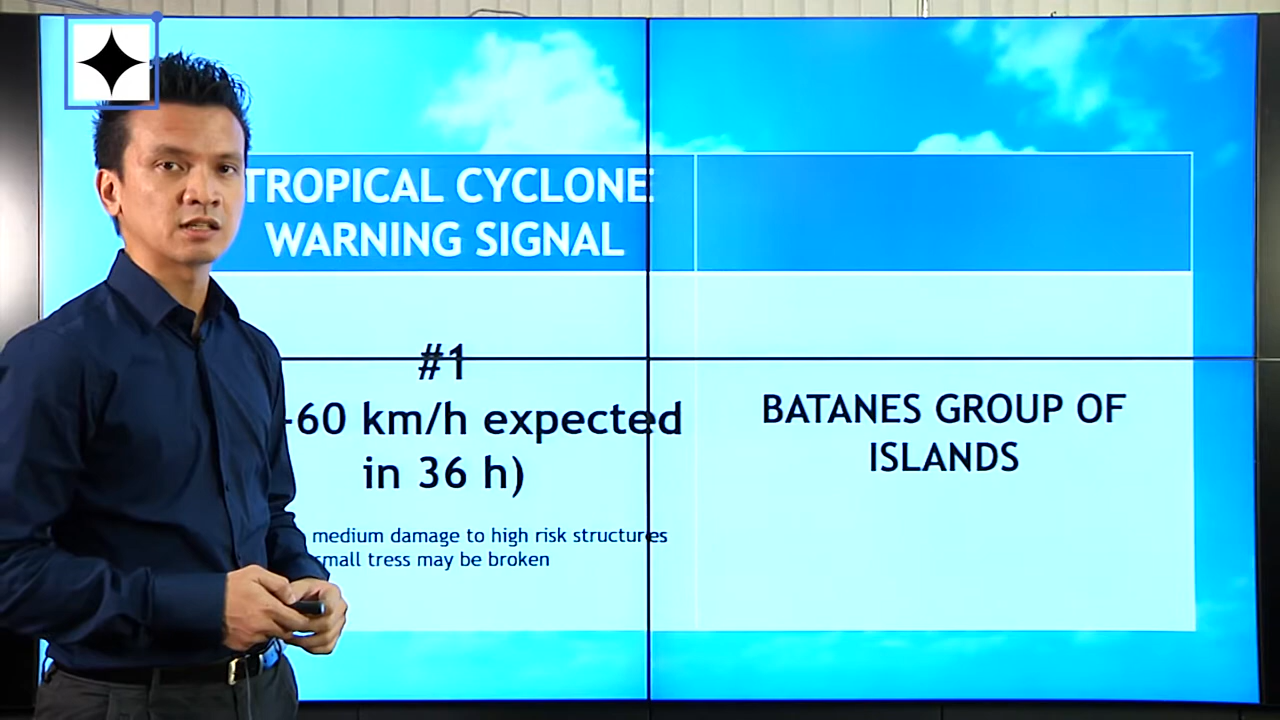 TROPICAL CYCLONE
WARNING SIGNAL
#1
-60 km/h expected
in 36 h)
BATANES GROUP OF
ISLANDS
medium damage to high risk structures
small tress may be broken